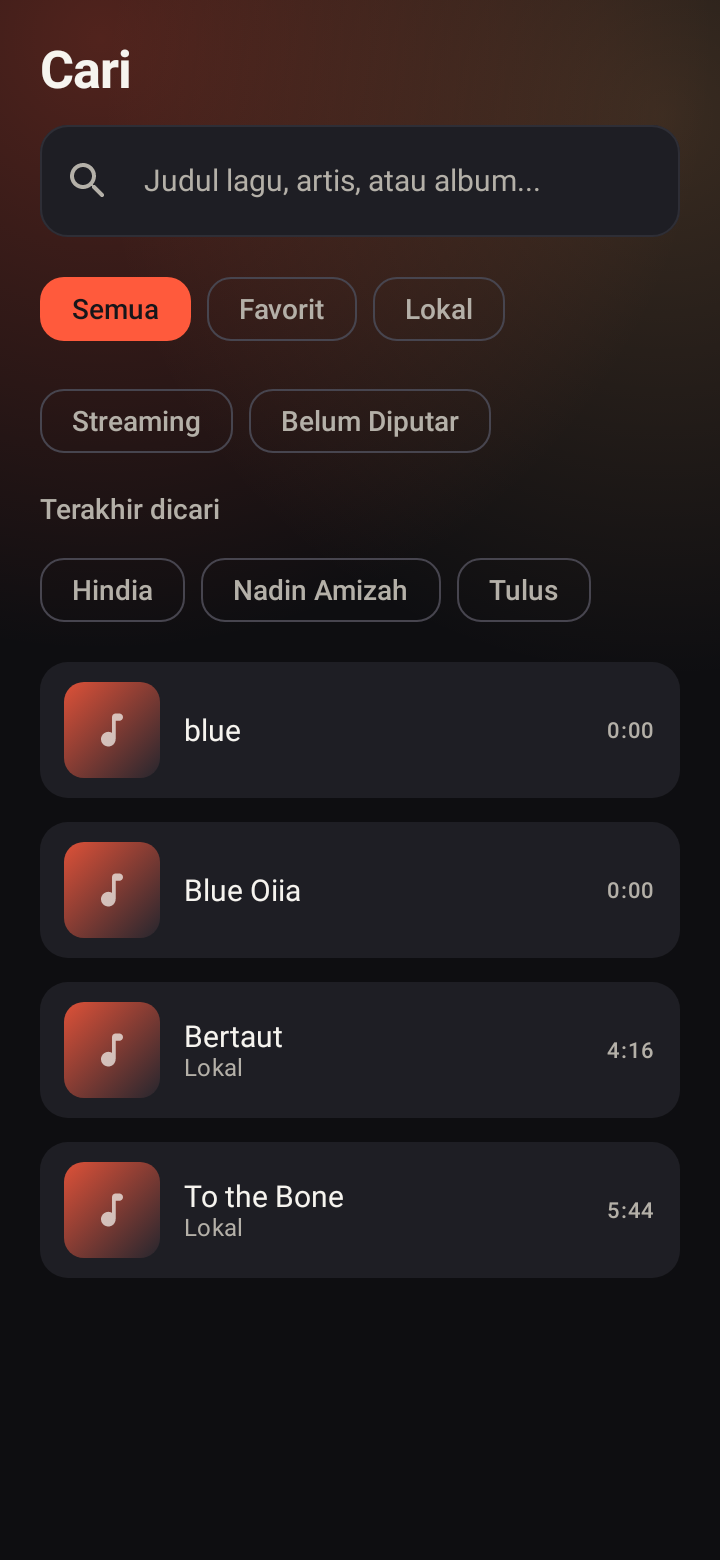 Cari
Judul lagu, artis, atau album...
Semua
Favorit
Lokal
Streaming
Belum Diputar
Terakhir dicari
Hindia
Nadin Amizah
Tulus
blue
0:00
Blue Oiia
0:00
Bertaut
Lokal
4:16
To the Bone
Lokal
5:44